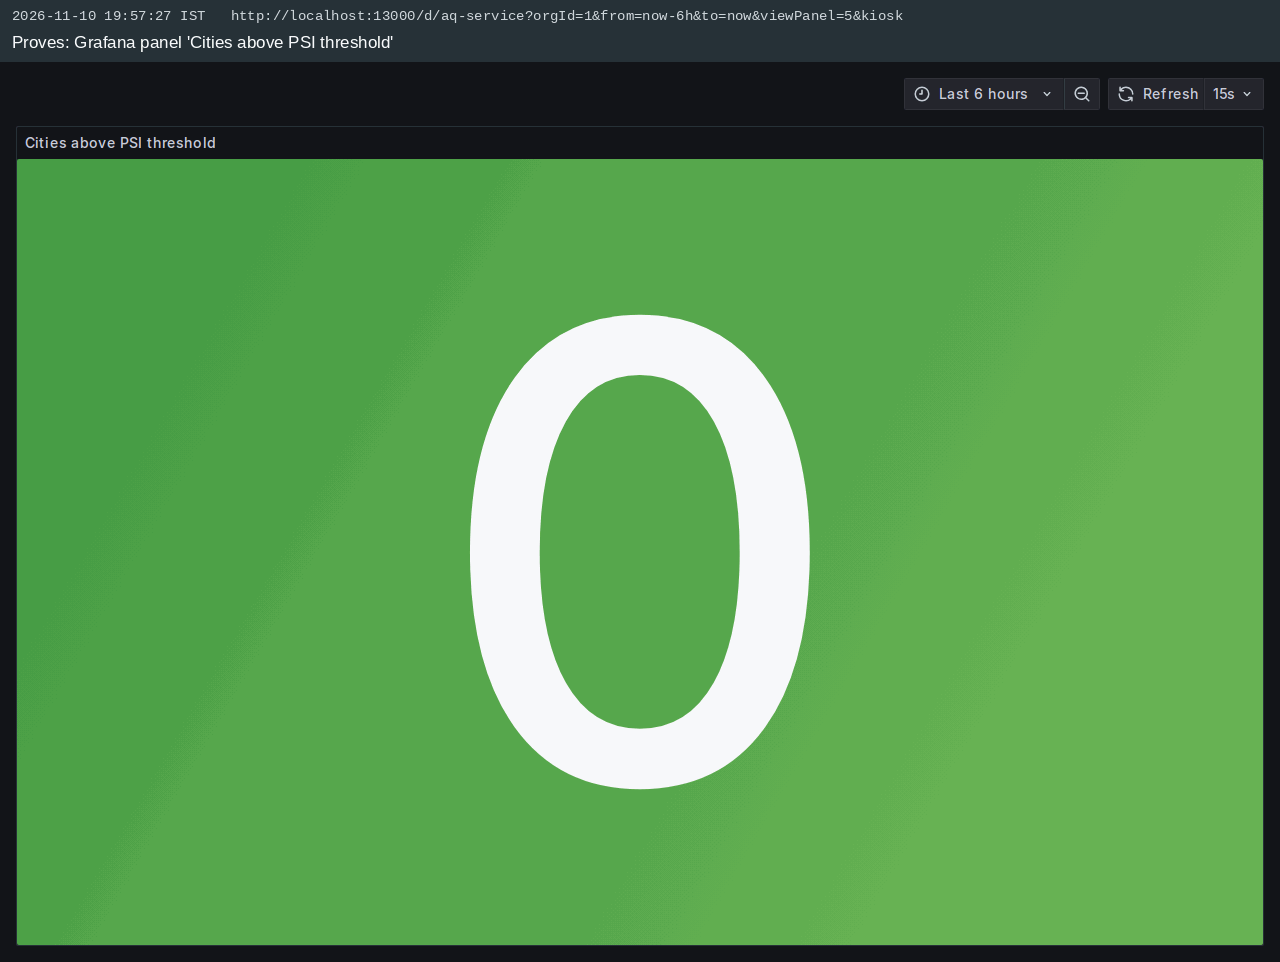 2026-11-10 19:57:27 IST http://localhost:13000/d/aq-service?orgId=1&from=now-6h&to=now&viewPanel=5&kiosk
Proves: Grafana panel 'Cities above PSI threshold'
Last 6 hours Refresh 15s
Cities above PSI threshold
0